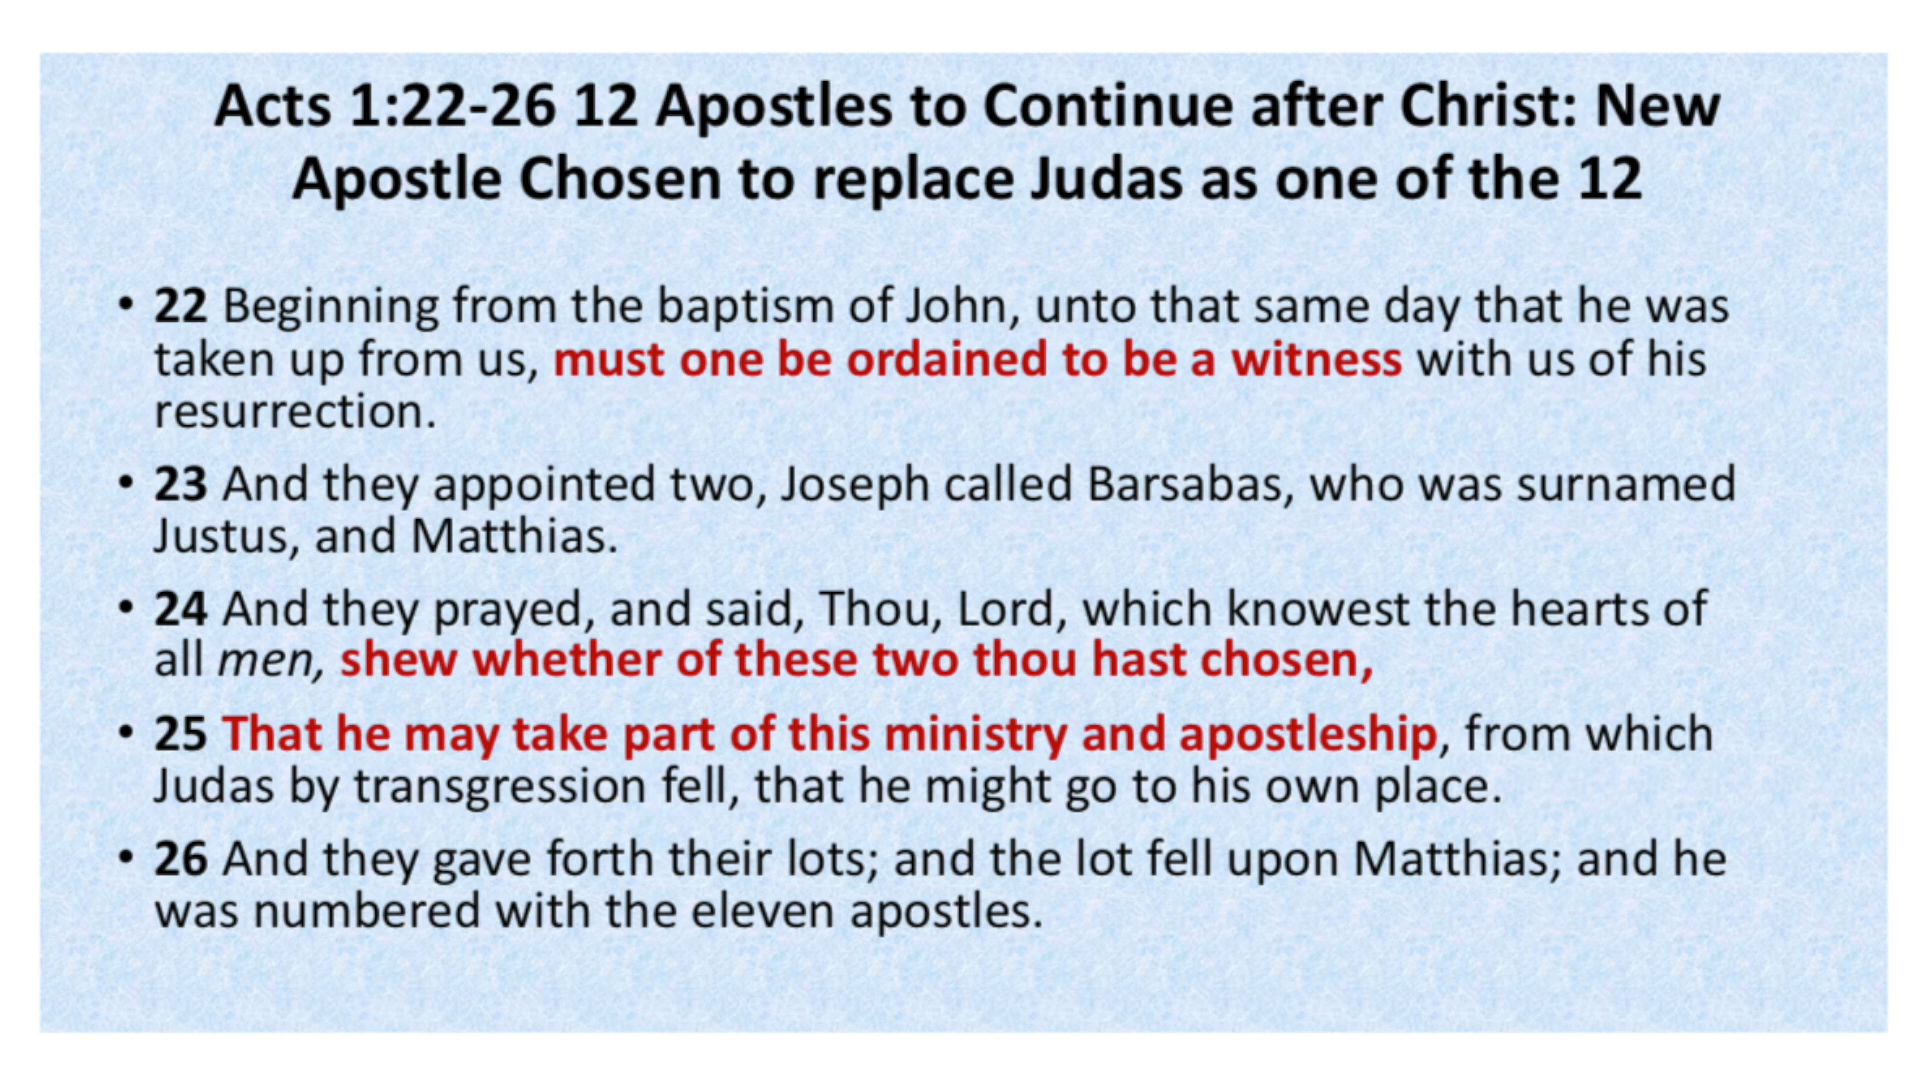 Acts 1:22-26 12 Apostles to Continue after Christ: New
Apostle Chosen to replace Judas as one of the 12
• 22 Beginning from the baptism of John, unto that same day that he was
taken up from us, must one be ordained to be a witness with us of his
resurrection.
• 23 And they appointed two, Joseph called Barsabas, who was surnamed
Justus, and Matthias.
• 24 And they prayed, and said, Thou, Lord, which knowest the hearts of
all men, shew whether of these two thou hast chosen,
• 25 That he may take part of this ministry and apostleship, from which
Judas by transgression fell, that he might go to his own place.
• 26 And they gave forth their lots; and the lot fell upon Matthias; and he
was numbered with the eleven apostles.